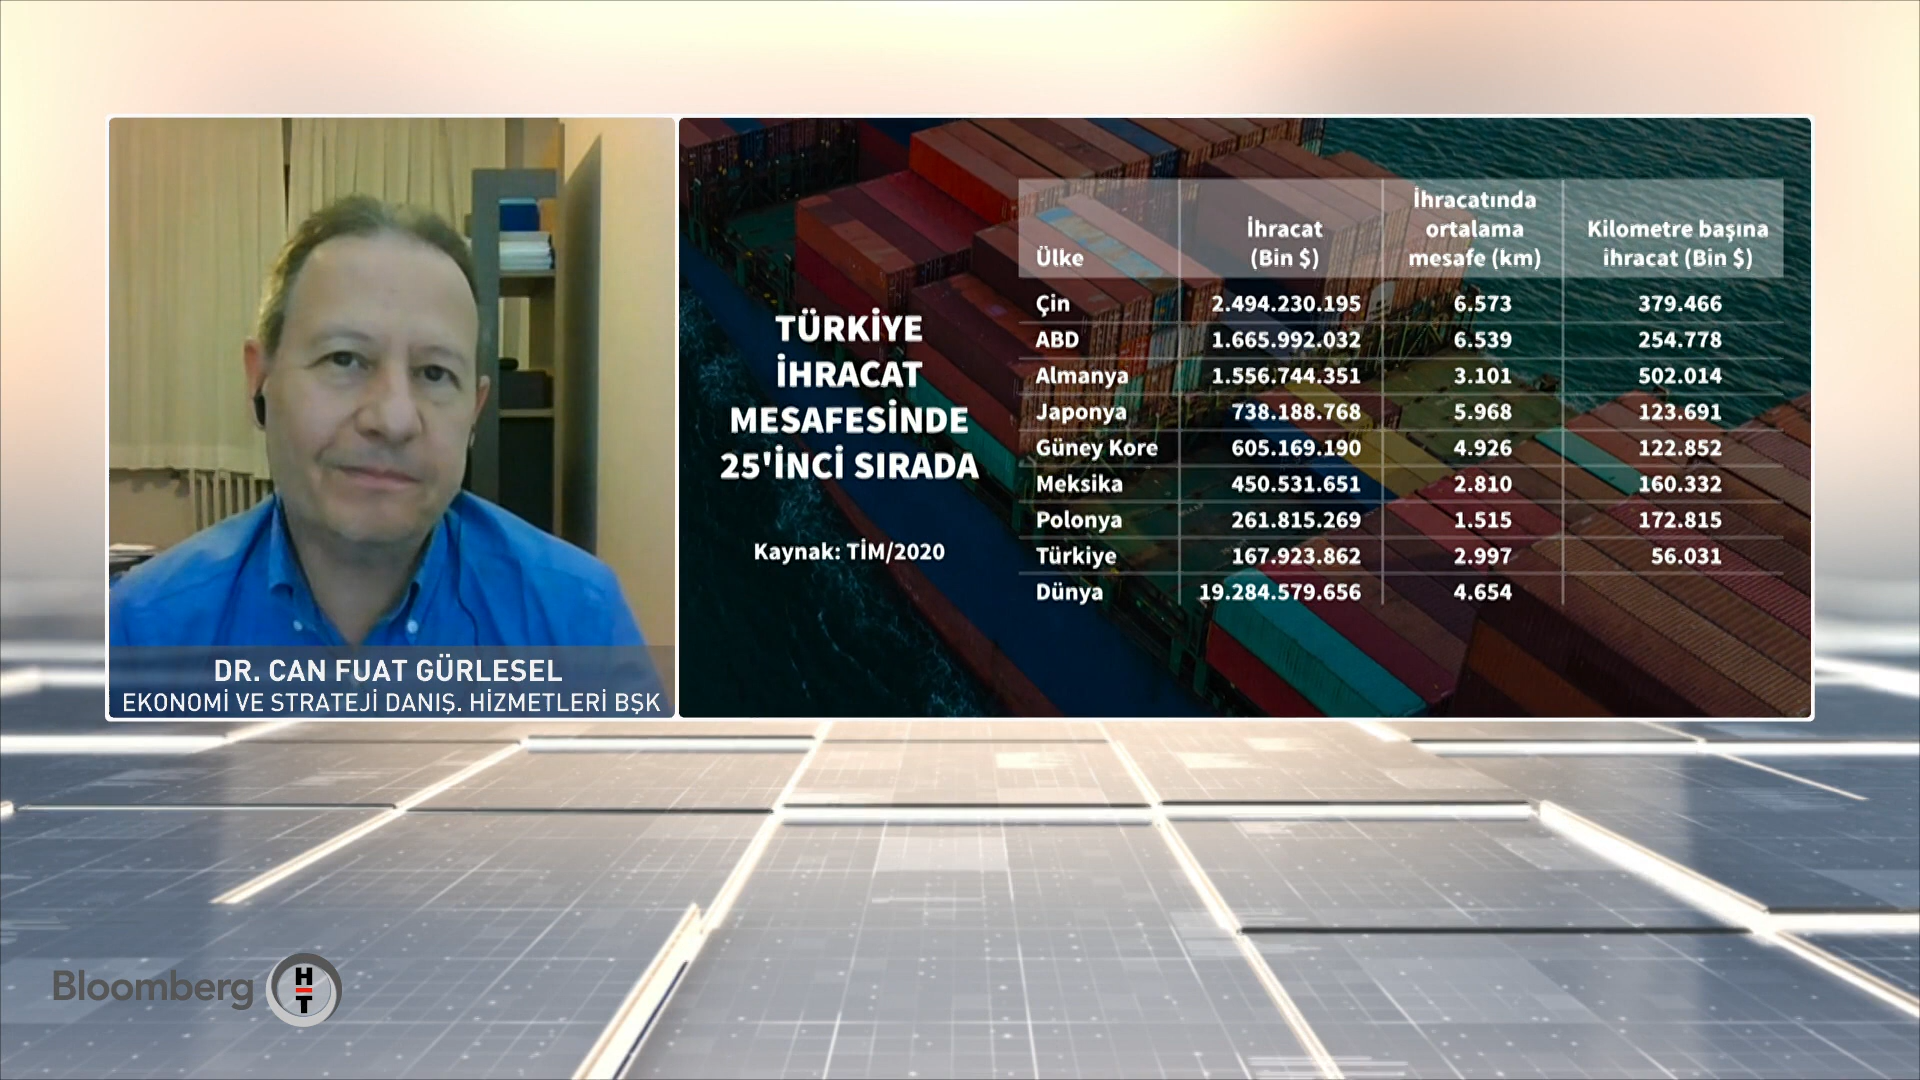 DR. CAN FUAT GÜRLESEL
EKONOMİ VE STRATEJİ DANIŞ. HİZMETLERİ BŞK
TÜRKİYE
İHRACAT
MESAFESİNDE
25'İNCİ SIRADA
Kaynak: TİM/2020
Ülke İhracat (Bin $) İhracatında ortalama mesafe (km) Kilometre başına ihracat (Bin $)
Çin 2.494.230.195 6.573 379.466
ABD 1.665.992.032 6.539 254.778
Almanya 1.556.744.351 3.101 502.014
Japonya 738.188.768 5.968 123.691
Güney Kore 605.169.190 4.926 122.852
Meksika 450.531.651 2.810 160.332
Polonya 261.815.269 1.515 172.815
Türkiye 167.923.862 2.997 56.031
Dünya 19.284.579.656 4.654
Bloomberg HT